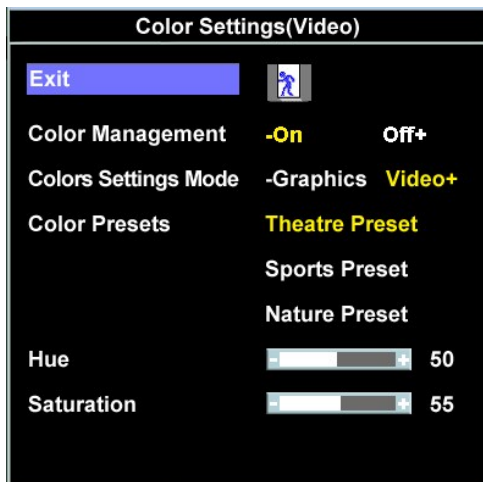 Color Settings(Video)
Exit
Color Management -On Off+
Colors Settings Mode -Graphics Video+
Color Presets Theatre Preset
Sports Preset
Nature Preset
Hue - + 50
Saturation - + 55